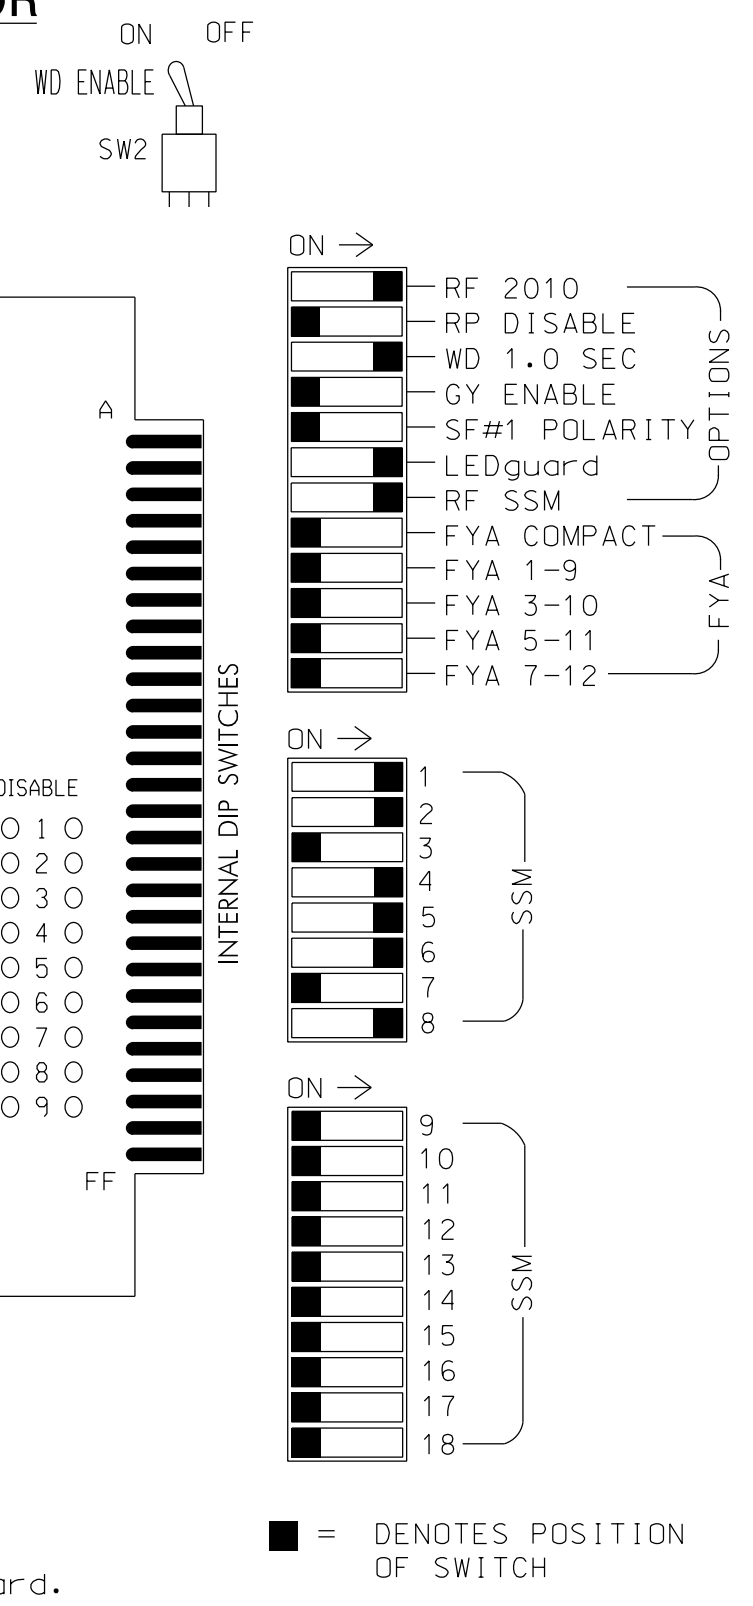 ON OFF
WD ENABLE
SW2
ON
RF 2010
RP DISABLE
WD 1.0 SEC
GY ENABLE
SF#1 POLARITY
LEDguard
RF SSM
OPTIONS
FYA COMPACT
FYA 1-9
FYA 3-10
FYA 5-11
FYA 7-12
FYA
A
FF
INTERNAL DIP SWITCHES
1
2
3
4
5
6
7
8
9
ON
1
2
3
4
5
6
7
8
SSM
ON
9
10
11
12
13
14
15
16
17
18
SSM
= DENOTES POSITION
OF SWITCH